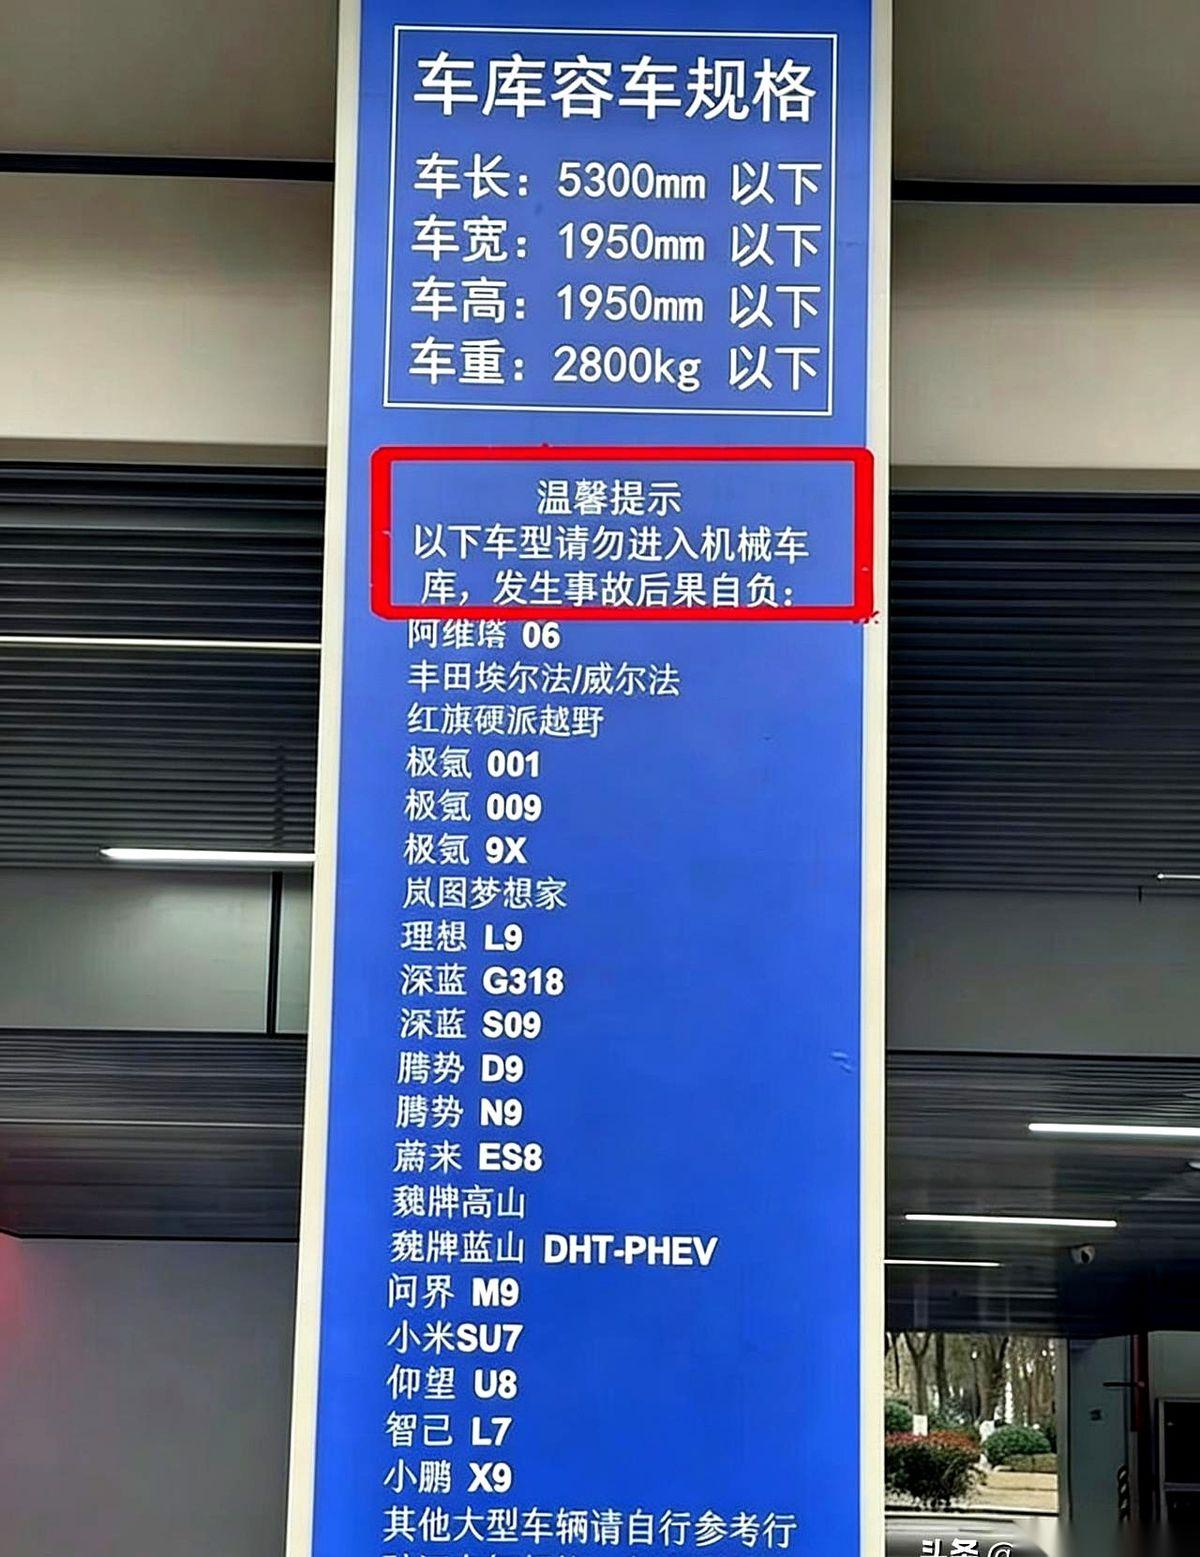 车库容车规格
车长：5300mm 以下
车宽：1950mm 以下
车高：1950mm 以下
车重：2800kg 以下
温馨提示
以下车型请勿进入机械车
库，发生事故后果自负：
阿维塔 06
丰田埃尔法/威尔法
红旗硬派越野
极氪 001
极氪 009
极氪 9X
岚图梦想家
理想 L9
深蓝 G318
深蓝 S09
腾势 D9
腾势 N9
蔚来 ES8
魏牌高山
魏牌蓝山 DHT-PHEV
问界 M9
小米SU7
仰望 U8
智己 L7
小鹏 X9
其他大型车辆请自行参考行
头条@